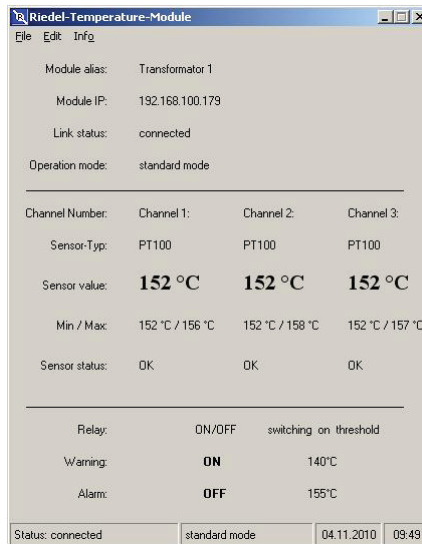 Riedel-Temperature-Module
File Edit Info
Module alias: Transformator 1
Module IP: 192.168.100.179
Link status: connected
Operation mode: standard mode
Channel Number: Channel 1: Channel 2: Channel 3:
Sensor-Typ: PT100 PT100 PT100
Sensor value: 152 °C 152 °C 152 °C
Min / Max: 152 °C / 156 °C 152 °C / 158 °C 152 °C / 157 °C
Sensor status: OK OK OK
Relay: ON/OFF switching on threshold
Warning: ON 140°C
Alarm: OFF 155°C
Status: connected standard mode 04.11.2010 09:49